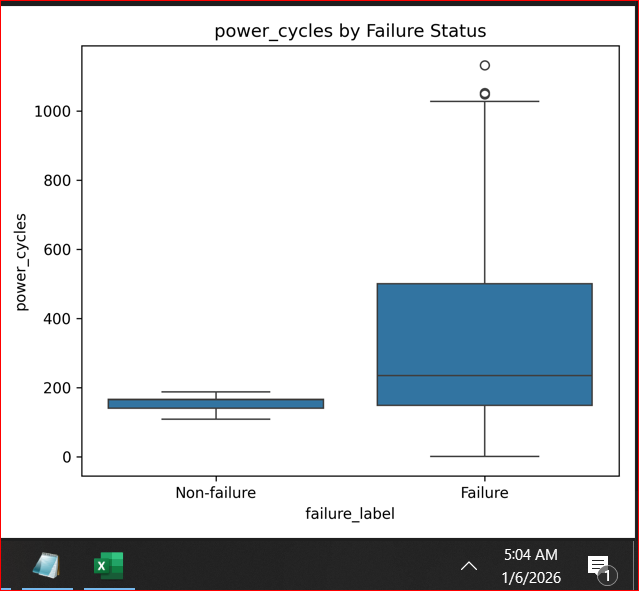 power_cycles by Failure Status
power_cycles
1000
800
600
400
200
0
Non-failure
Failure
failure_label
5:04 AM
1/6/2026
1